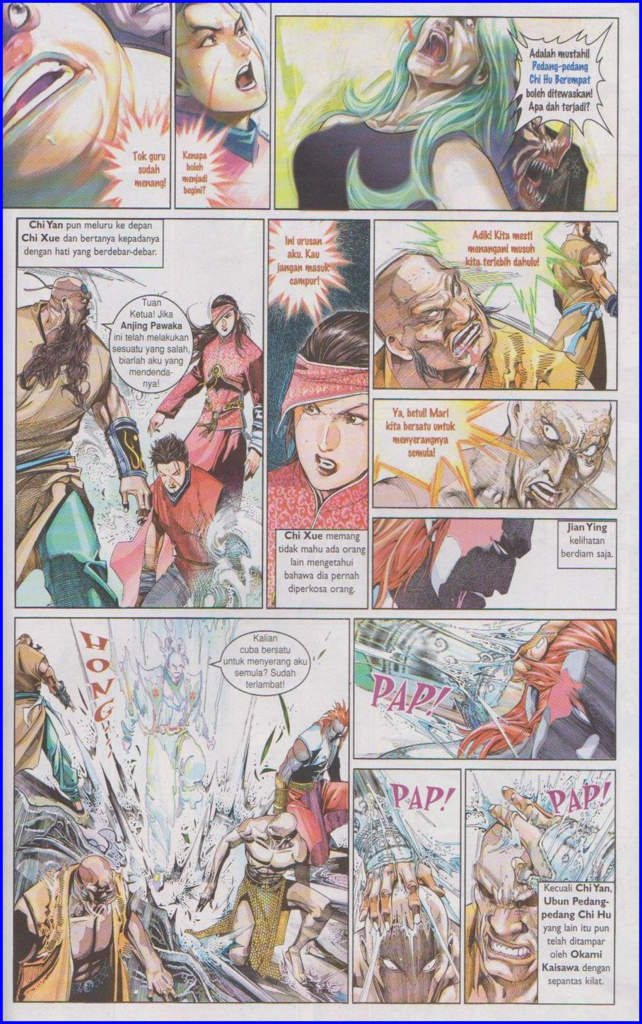 Tok guru
sudah
menang!
Kenapa
boleh
menjadi
begini?
Adalah mustahil
Pedang-pedang
Chi Hu Berempat
boleh ditewaskan!
Apa dah terjadi?
Chi Yan pun meluru ke depan
Chi Xue dan bertanya kepadanya
dengan hati yang berdebar-debar.
Tuan
Ketua! Jika
Anjing Pawaka
ini telah melakukan
sesuatu yang salah,
biarlah aku yang
mendenda-
nya!
Ini urusan
aku. Kau
jangan masuk
campur!
Chi Xue memang
tidak mahu ada orang
lain mengetahui
bahawa dia pernah
diperkosa orang.
Adik! Kita mesti
menangani musuh
kita terlebih dahulu!
Ya, betul! Mari
kita bersatu untuk
menyerangnya
semula!
Jian Ying
kelihatan
berdiam saja.
HONG!
Kalian
cuba bersatu
untuk menyerang aku
semula? Sudah
terlambat!
PAP!
PAP!
PAP!
Kecuali Chi Yan,
Ubun Pedang-
pedang Chi Hu
yang lain itu pun
telah ditampar
oleh Okami
Kaisawa dengan
sepantas kilat.